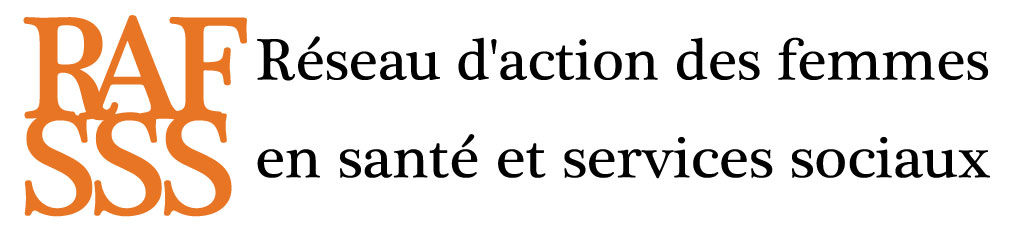 RAF
SSS
Réseau d'action des femmes
en santé et services sociaux